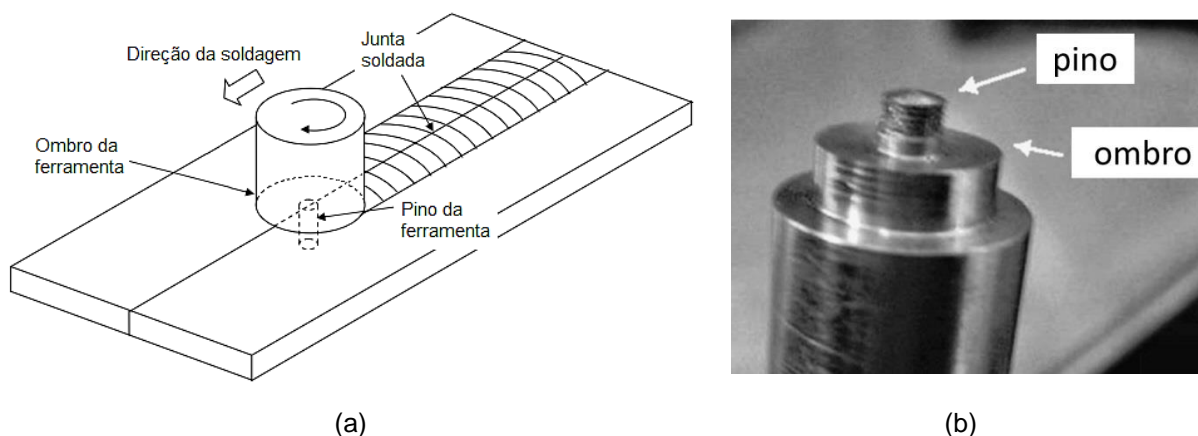 Direção da soldagem
Junta
soldada
Ombro da
ferramenta
Pino da
ferramenta
pino
ombro
(a)
(b)